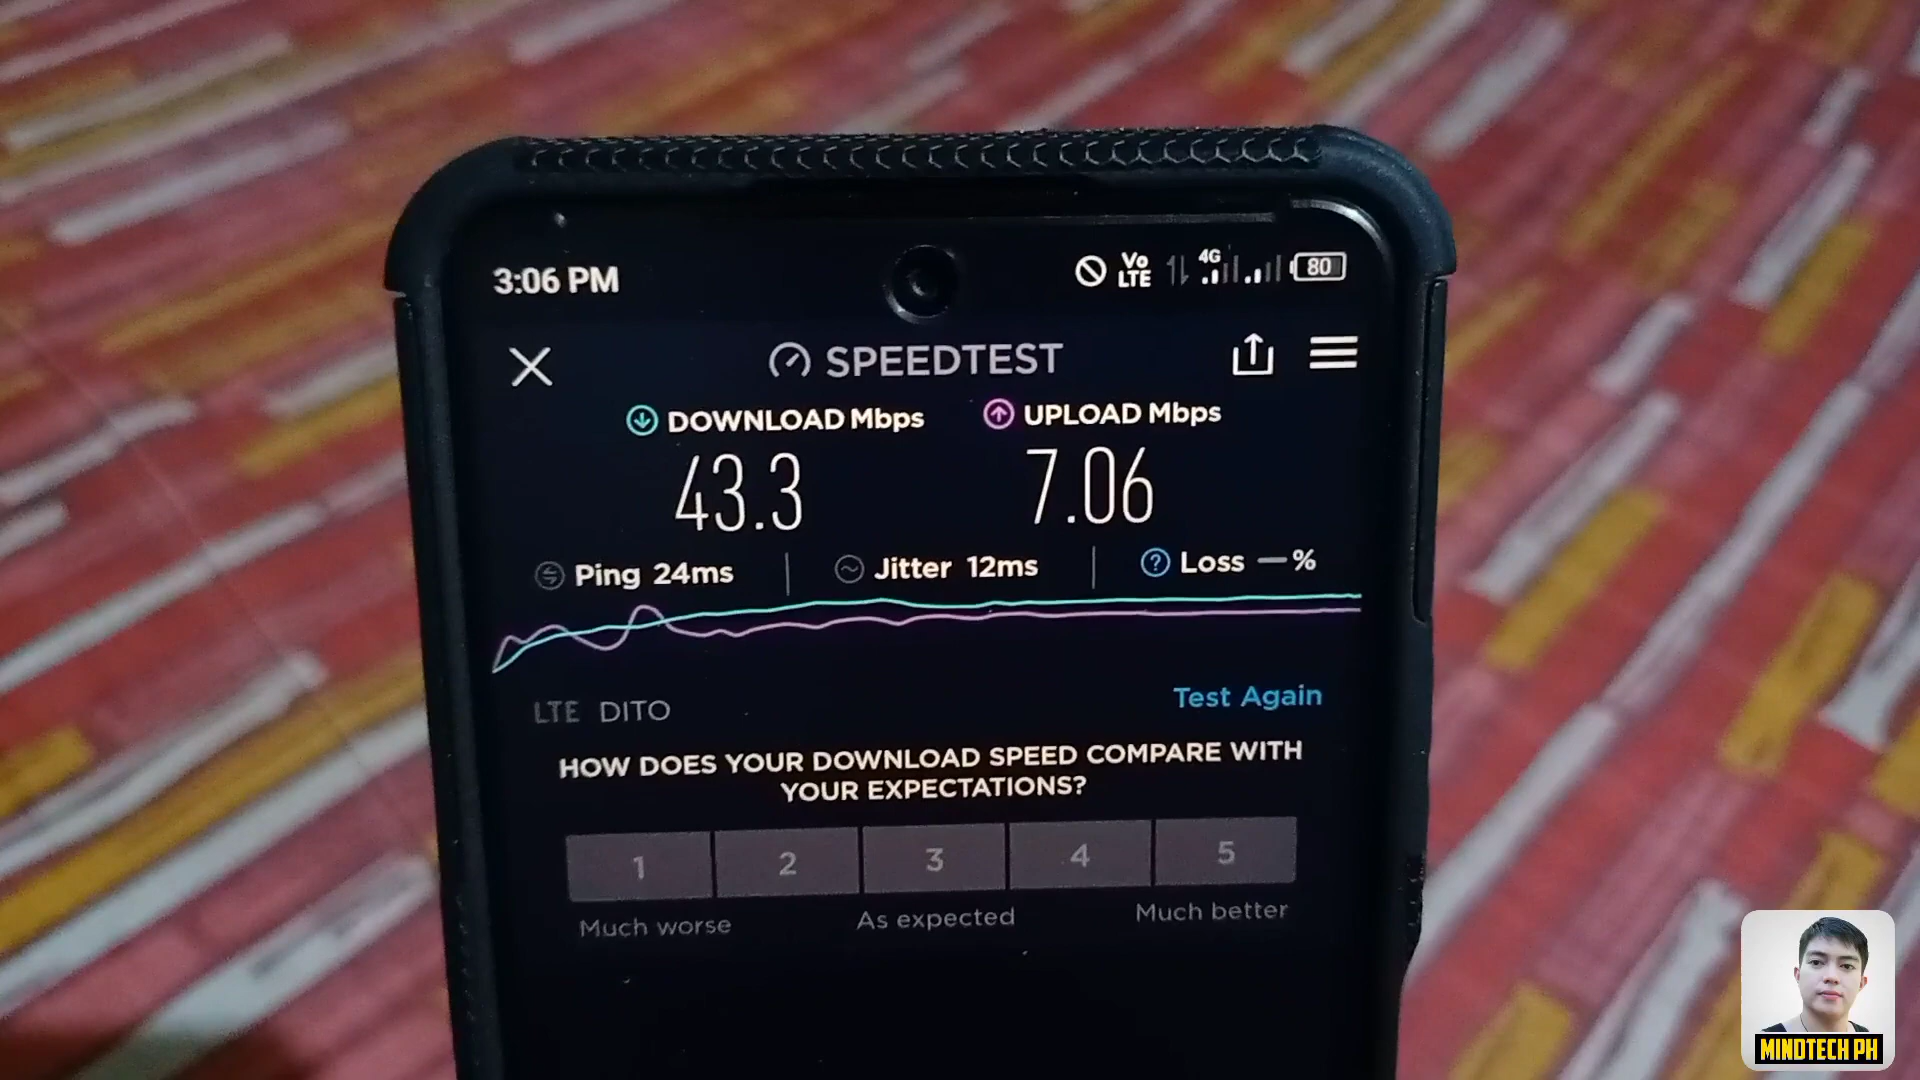 3:06 PM
Vo
LTE
4G
80
SPEEDTEST
DOWNLOAD Mbps
UPLOAD Mbps
43.3
7.06
Ping 24ms
Jitter 12ms
? Loss —%
LTE DITO
Test Again
HOW DOES YOUR DOWNLOAD SPEED COMPARE WITH
YOUR EXPECTATIONS?
1 2 3 4 5
Much worse
As expected
Much better
MINDTECH PH